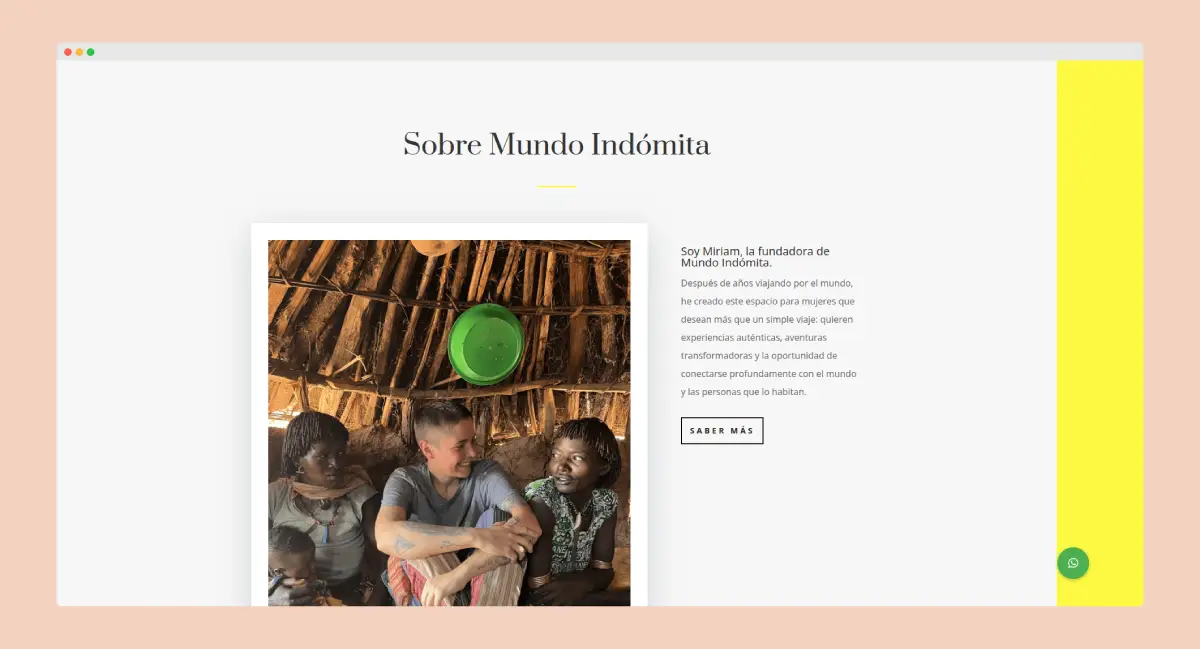 Sobre Mundo Indómita
Soy Miriam, la fundadora de
Mundo Indómita.
Después de años viajando por el mundo,
he creado este espacio para mujeres que
desean más que un simple viaje: quieren
experiencias auténticas, aventuras
transformadoras y la oportunidad de
conectarse profundamente con el mundo
y las personas que lo habitan.
SABER MÁS